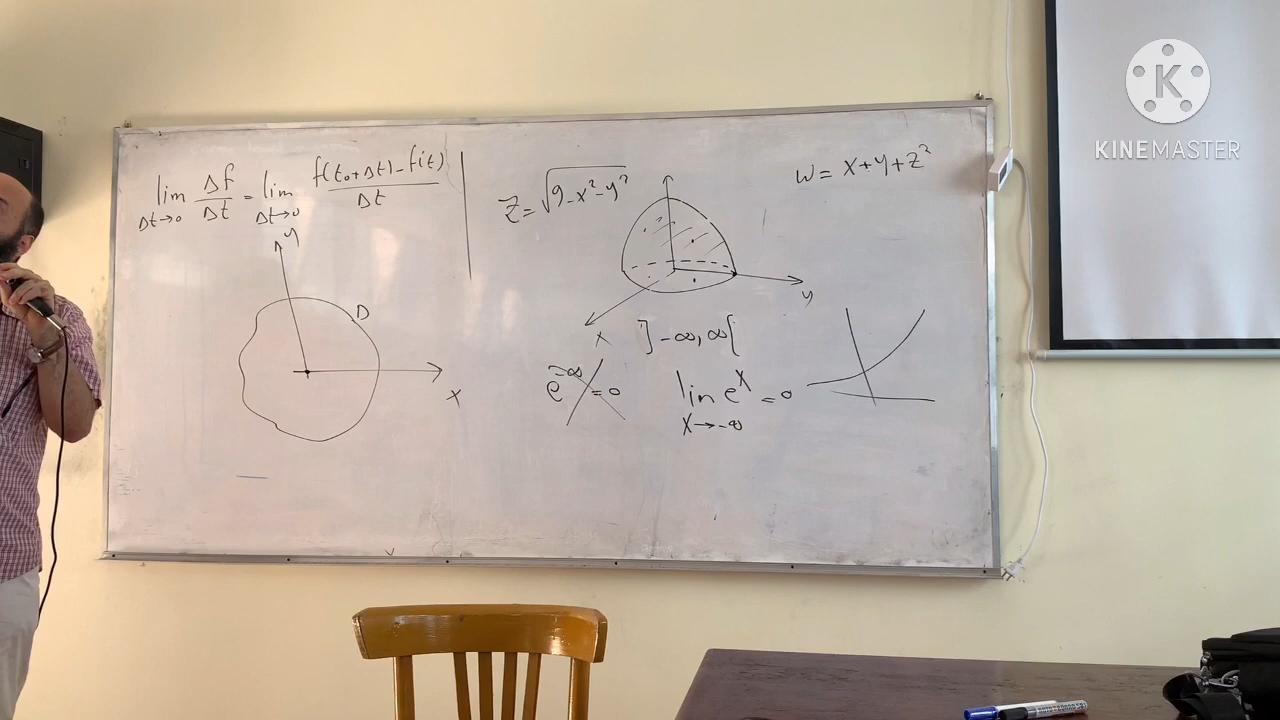 lim Δf/Δt = lim f(t₀+Δt)-f(t)/Δt
Δt→0 Δt→0
y
D
x
Z=√9-x²-y²
y
x
w = x+y+z²
]-∞,∞[
e^-∞ =0
lim e^x = 0
x→-∞
K
KINEMASTER